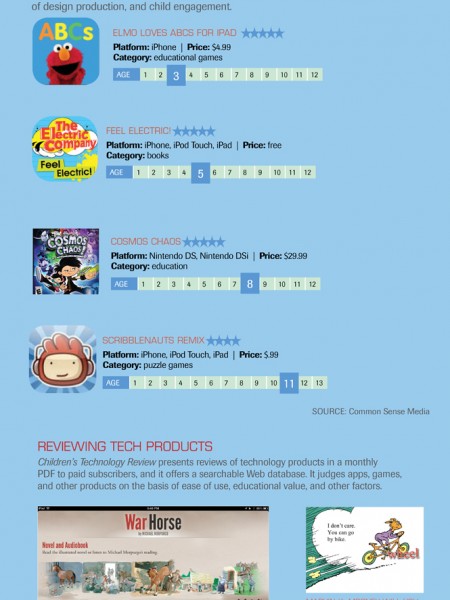 of design production, and child engagement.
ABCs
ELMO LOVES ABCS FOR IPAD
Platform: iPhone | Price: $4.99
Category: educational games
AGE 1 2 3 4 5 6 7 8 9 10 11 12
The
Electric
Company
Feel
Electric!
FEEL ELECTRIC!
Platform: iPhone, iPod Touch, iPad | Price: free
Category: books
AGE 1 2 3 4 5 6 7 8 9 10 11 12
COSMOS
CHAOS!
COSMOS CHAOS
Platform: Nintendo DS, Nintendo DSi | Price: $29.99
Category: education
AGE 1 2 3 4 5 6 7 8 9 10 11 12
SCRIBBLENAUTS REMIX
Platform: iPhone, iPod Touch, iPad | Price: $.99
Category: puzzle games
AGE 1 2 3 4 5 6 7 8 9 10 11 12 13
SOURCE: Common Sense Media
REVIEWING TECH PRODUCTS
Children's Technology Review presents reviews of technology products in a monthly
PDF to paid subscribers, and it offers a searchable Web database. It judges apps, games,
and other products on the basis of ease of use, educational value, and other factors.
War Horse
by MICHAEL MORPURGO
Novel and Audiobook
Read the illustrated novel or listen to Michael Morpurgo's reading.
I don't care.
You can go
by bike.
wheel